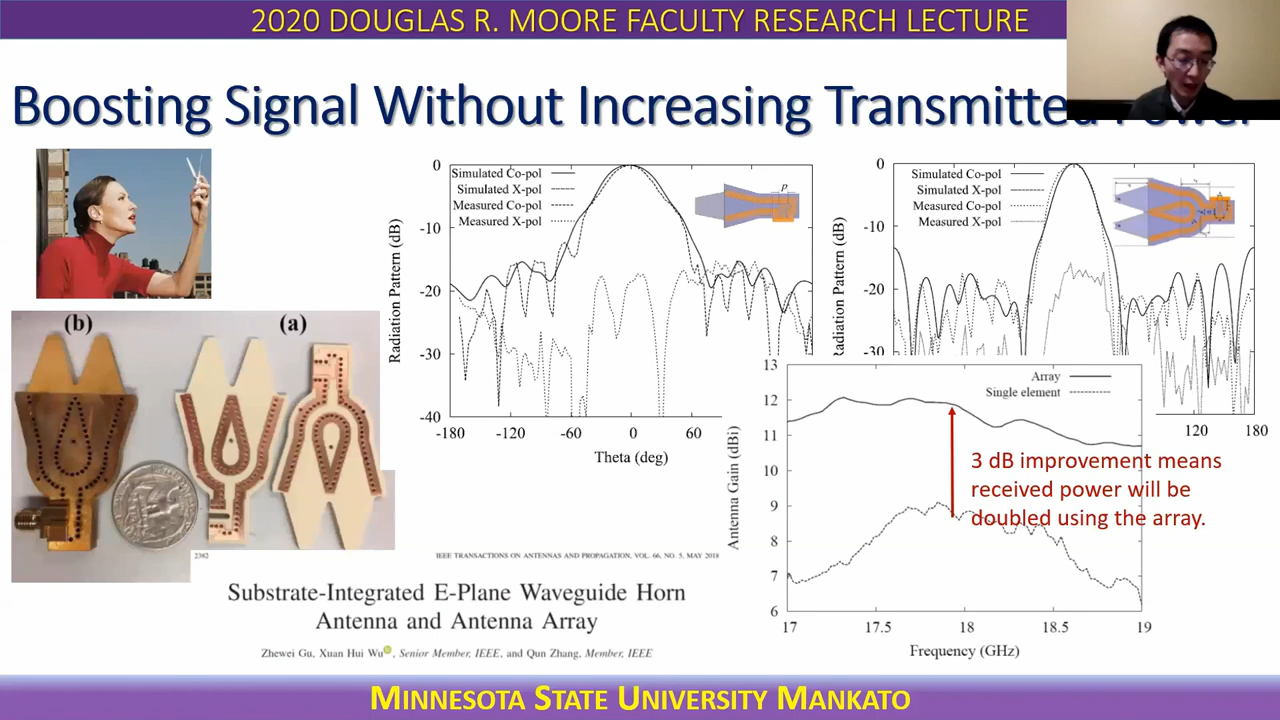 2020 DOUGLAS R. MOORE FACULTY RESEARCH LECTURE
Boosting Signal Without Increasing Transmitted Power
(b)
(a)
0
-10
-20
-30
-40
Radiation Pattern (dB)
Simulated Co-pol
Simulated X-pol
Measured Co-pol
Measured X-pol
p
-180
-120
-60
0
60
Theta (deg)
0
-10
-20
-30
Radiation Pattern (dB)
Simulated Co-pol
Simulated X-pol
Measured Co-pol
Measured X-pol
120
180
13
12
11
10
9
8
7
6
Antenna Gain (dBi)
Array
Single element
3 dB improvement means
received power will be
doubled using the array.
17
17.5
18
18.5
19
Frequency (GHz)
2382
IEEE TRANSACTIONS ON ANTENNAS AND PROPAGATION, VOL. 66, NO. 5, MAY 2018
Substrate-Integrated E-Plane Waveguide Horn
Antenna and Antenna Array
Zhewei Gu, Xuan Hui Wu, Senior Member, IEEE, and Qun Zhang, Member, IEEE
MINNESOTA STATE UNIVERSITY MANKATO